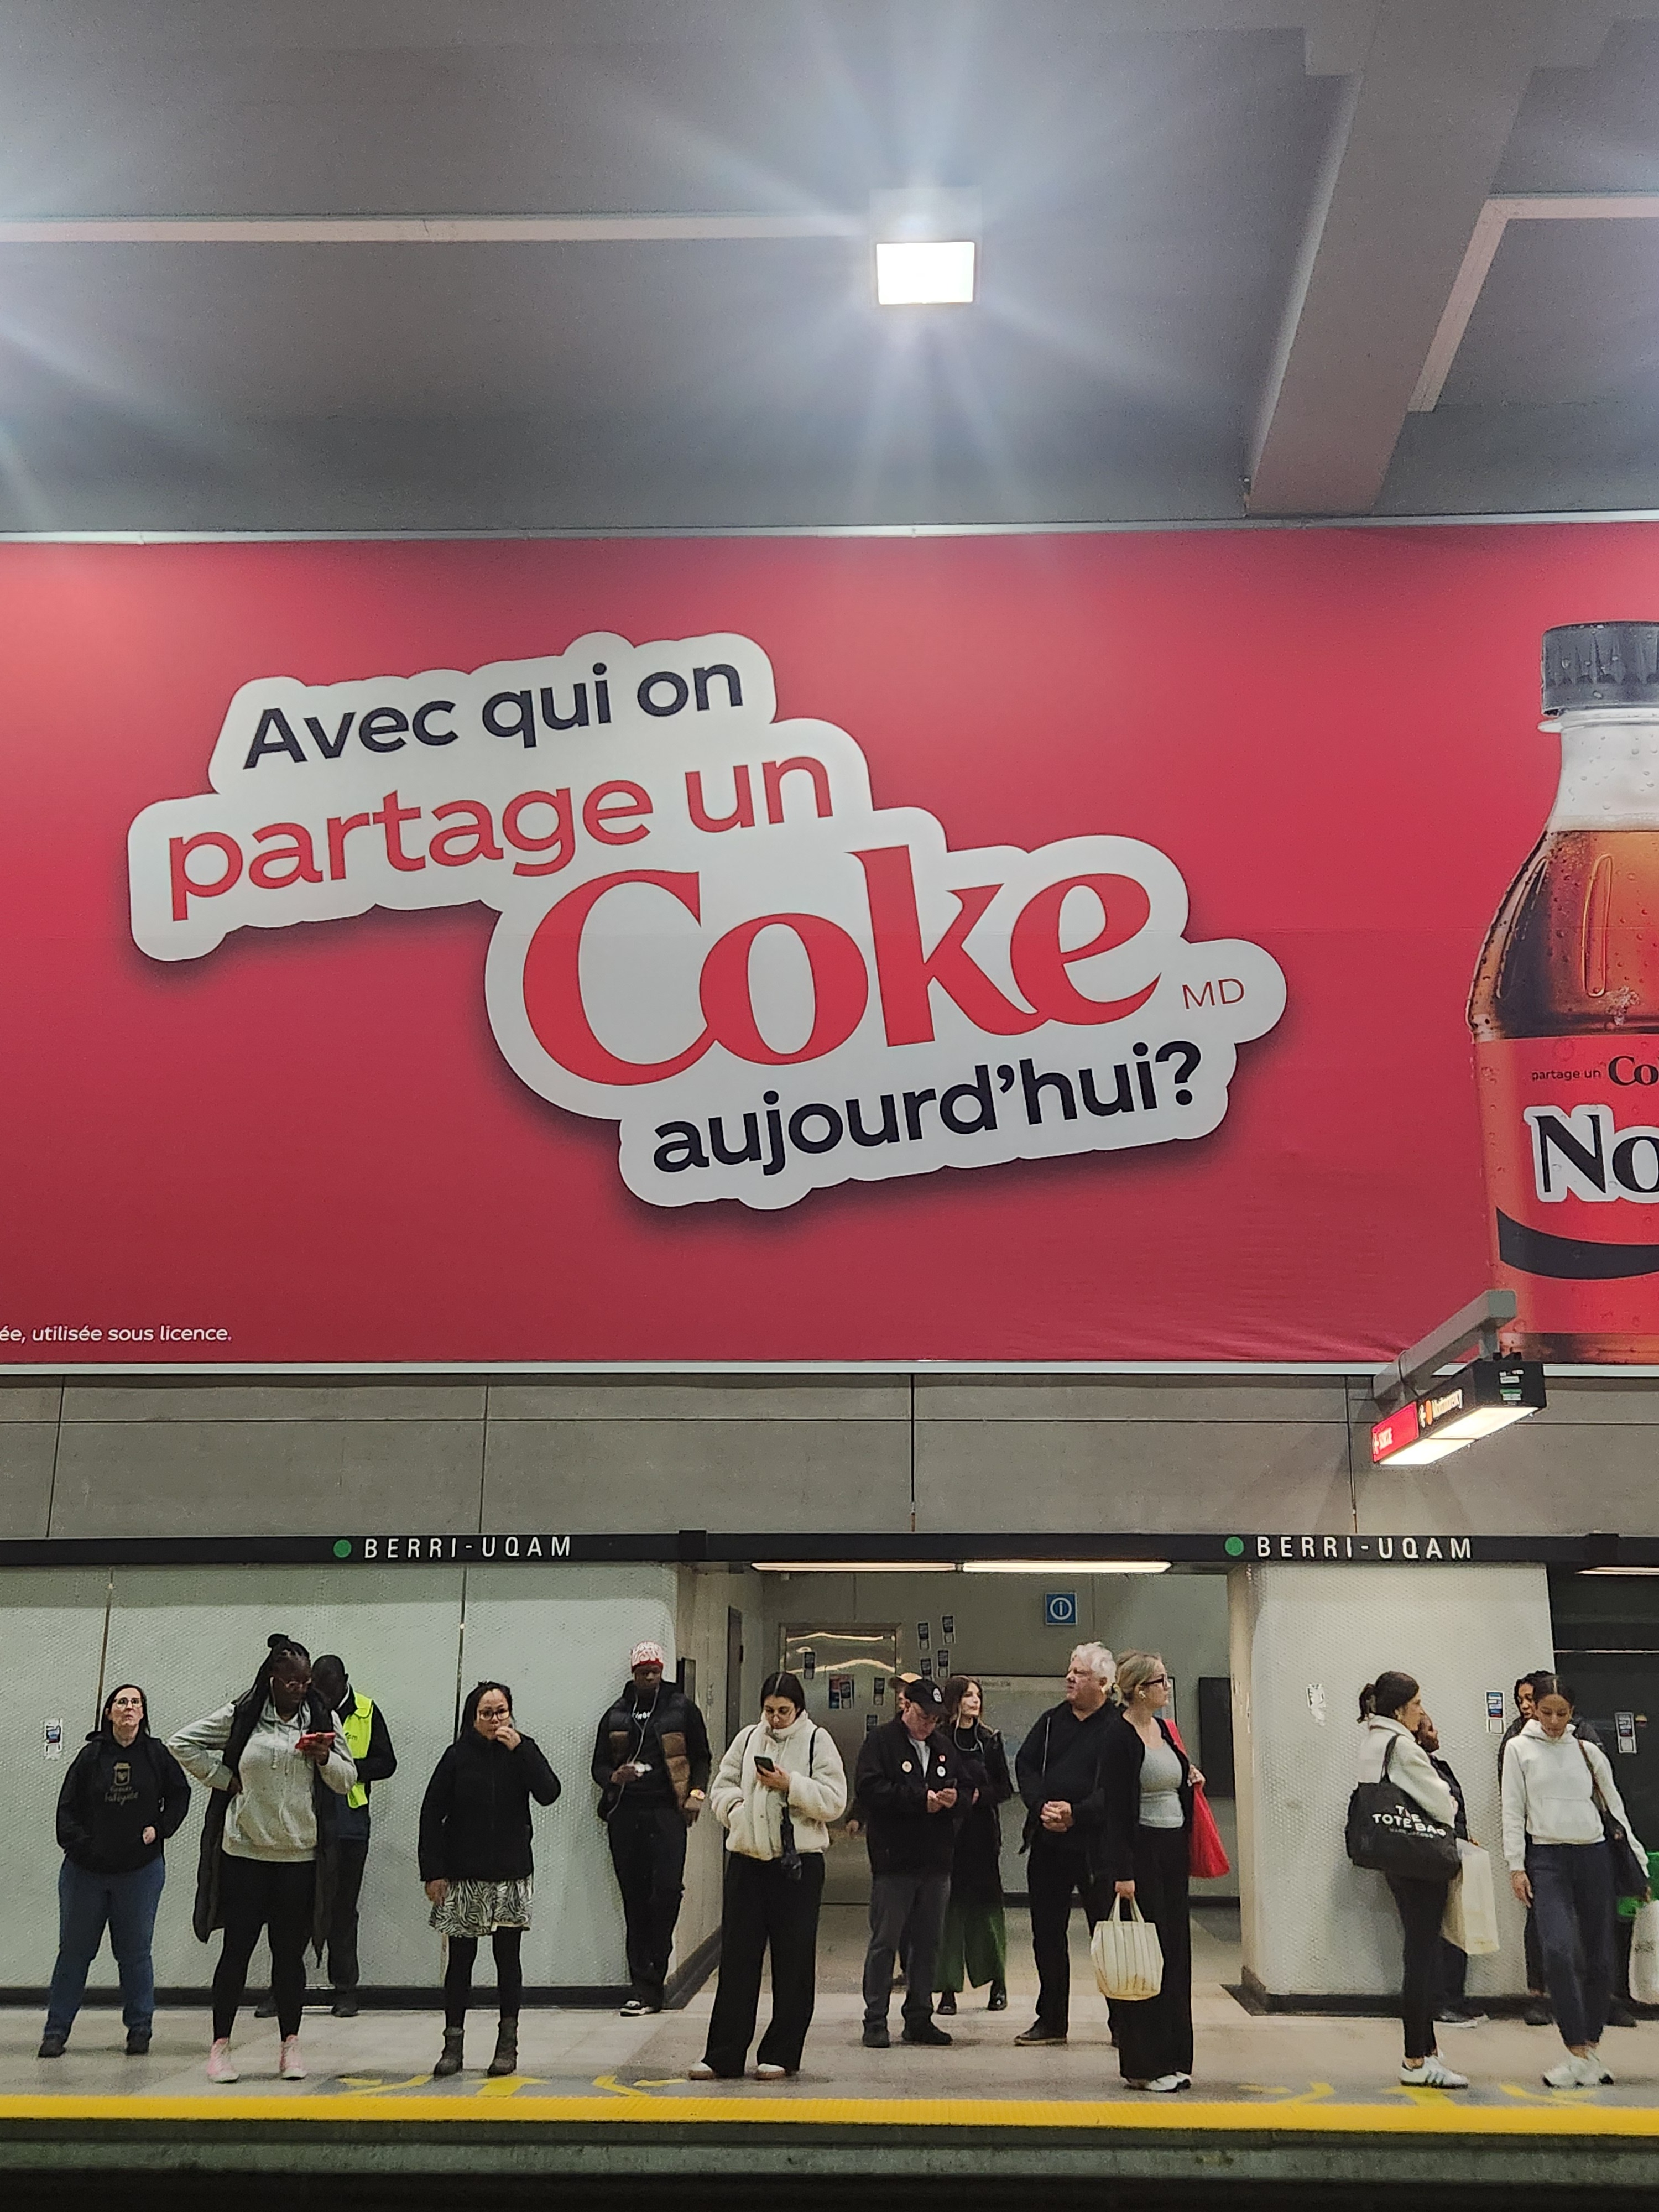 Avec qui on
partage un
Coke MD
aujourd'hui?
partage un Co
No
ée, utilisée sous licence.
BERRI-UQAM
BERRI-UQAM
THE
TOTE BAG